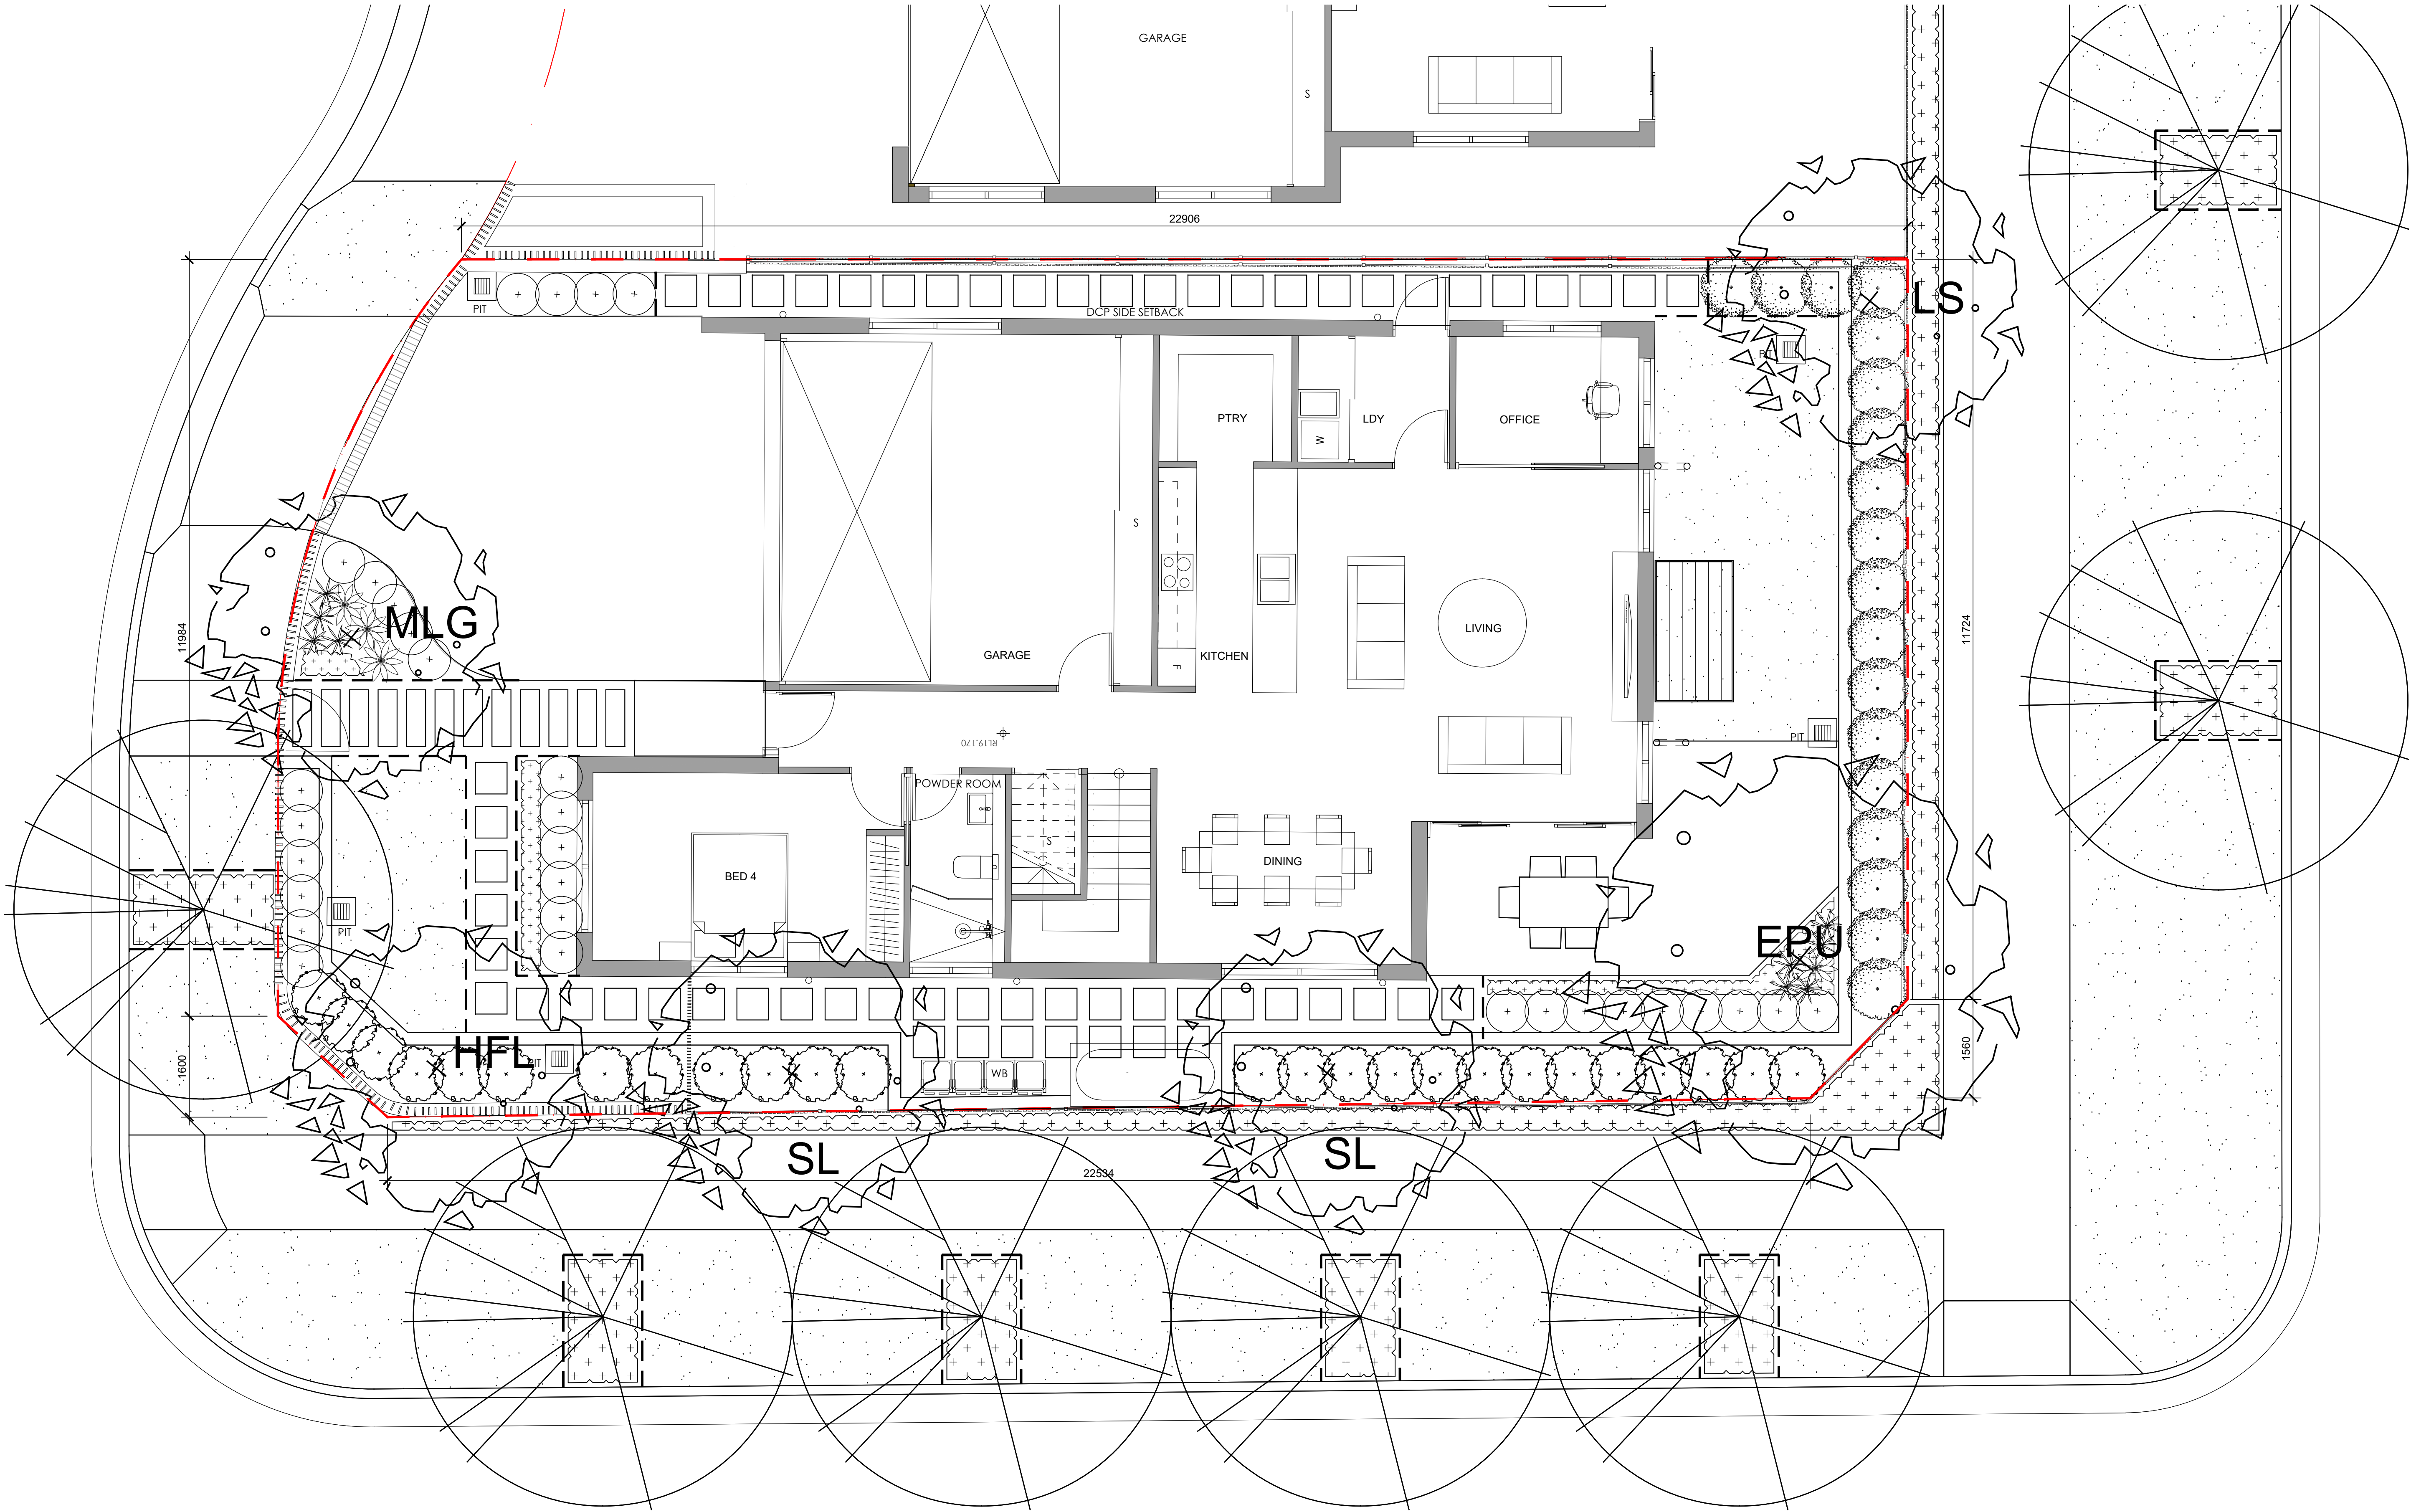 GARAGE
S
22906
PIT
DCP SIDE SETBACK
LS
PIT
PTRY
W
LDY
OFFICE
S
11984
MLG
GARAGE
F
KITCHEN
LIVING
11724
RL19.170
PIT
POWDER ROOM
S
BED 4
DINING
PIT
EPU
HFL
PIT
WB
1600
1560
SL
SL
22534